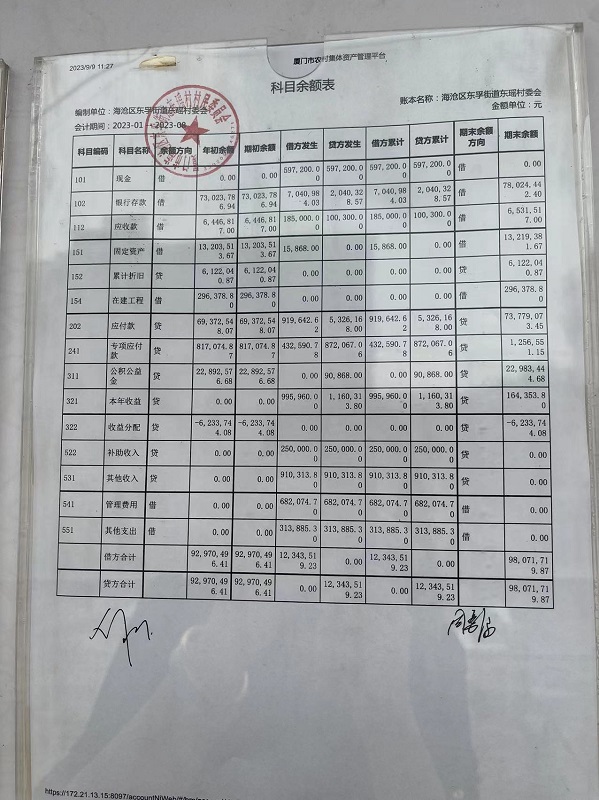 2023/9/9 11:27
厦门市农村集体资产管理平台
科目余额表
编制单位：海沧区东孚街道东瑶村委会
账本名称：海沧区东孚街道东瑶村委会
会计期间：2023-01 -- 2023-08
金额单位：元
科目编码 科目名称 余额方向 年初余额 期初余额 借方发生 贷方发生 借方累计 贷方累计 期末余额方向 期末余额
101 现金 借 0.00 0.00 597,200.00 597,200.00 597,200.00 597,200.00 借 0.00
102 银行存款 借 73,023,786.94 73,023,786.94 7,040,984.03 2,040,328.57 7,040,984.03 2,040,328.57 借 78,024,442.40
112 应收款 借 6,446,817.00 6,446,817.00 185,000.00 100,300.00 185,000.00 100,300.00 借 6,531,517.00
151 固定资产 借 13,203,513.67 13,203,513.67 15,868.00 0.00 15,868.00 0.00 借 13,219,381.67
152 累计折旧 贷 6,122,040.87 6,122,040.87 0.00 0.00 0.00 0.00 贷 6,122,040.87
154 在建工程 借 296,378.80 296,378.80 0.00 0.00 0.00 0.00 借 296,378.80
202 应付款 贷 69,372,548.07 69,372,548.07 919,642.62 5,326,168.00 919,642.62 5,326,168.00 贷 73,779,073.45
241 专项应付款 贷 817,074.87 817,074.87 432,590.78 872,067.06 432,590.78 872,067.06 贷 1,256,551.15
311 公积公益金 贷 22,892,576.68 22,892,576.68 0.00 90,868.00 0.00 90,868.00 贷 22,983,444.68
321 本年收益 贷 0.00 0.00 995,960.00 1,160,313.80 995,960.00 1,160,313.80 贷 164,353.80
322 收益分配 贷 -6,233,744.08 -6,233,744.08 0.00 0.00 0.00 0.00 贷 -6,233,744.08
522 补助收入 贷 0.00 0.00 250,000.00 250,000.00 250,000.00 250,000.00 贷 0.00
531 其他收入 贷 0.00 0.00 910,313.80 910,313.80 910,313.80 910,313.80 贷 0.00
541 管理费用 借 0.00 0.00 682,074.70 682,074.70 682,074.70 682,074.70 借 0.00
551 其他支出 借 0.00 0.00 313,885.30 313,885.30 313,885.30 313,885.30 借 0.00
借方合计 92,970,496.41 92,970,496.41 12,343,519.23 0.00 12,343,519.23 0.00 98,071,719.87
贷方合计 92,970,496.41 92,970,496.41 0.00 12,343,519.23 0.00 12,343,519.23 98,071,719.87